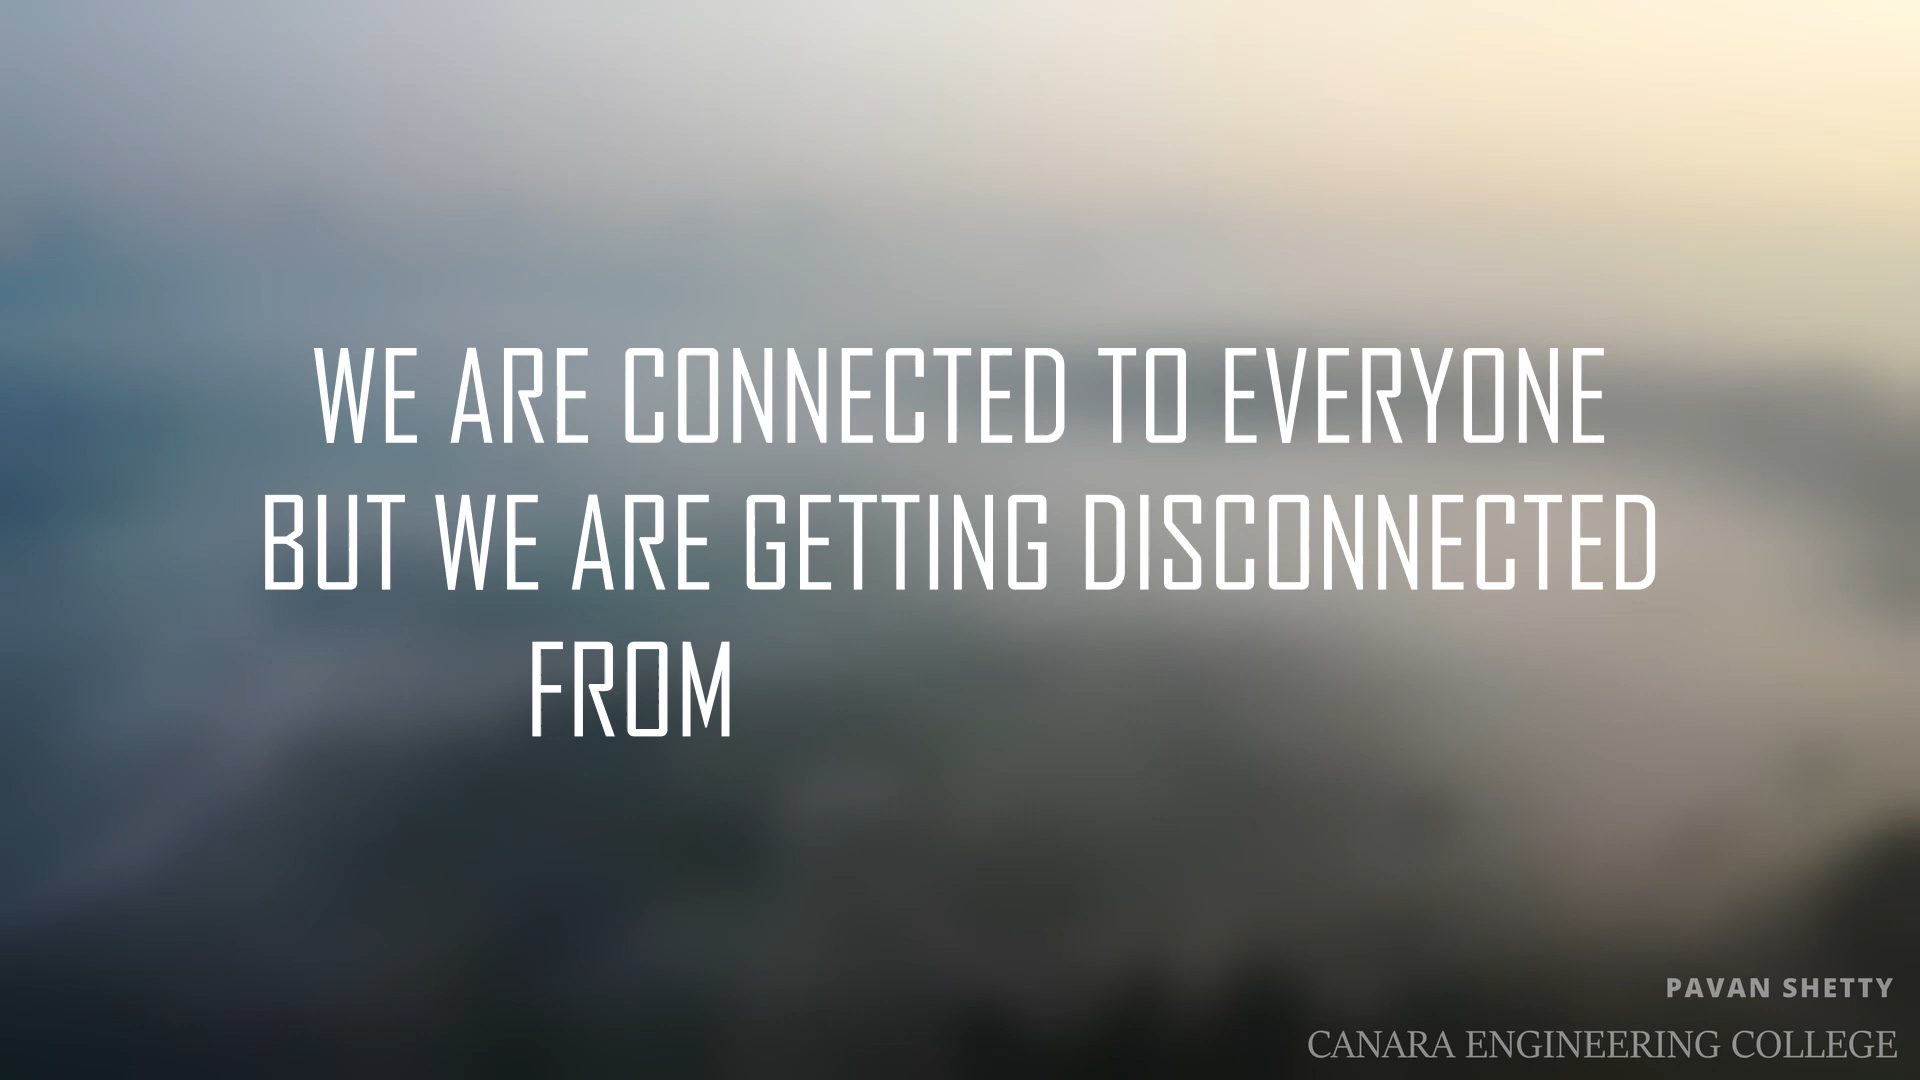 WE ARE CONNECTED TO EVERYONE
BUT WE ARE GETTING DISCONNECTED
FROM
PAVAN SHETTY
CANARA ENGINEERING COLLEGE